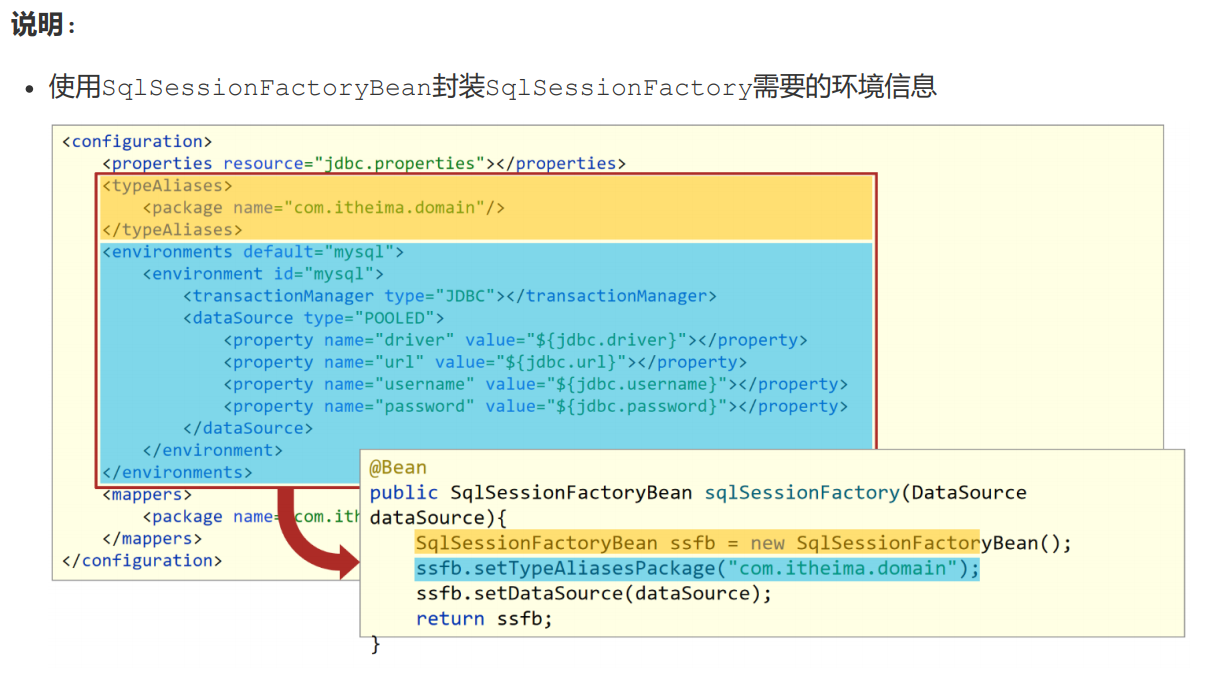 说明：
使用SqlSessionFactoryBean封装SqlSessionFactory需要的环境信息
<configuration>
<properties resource="jdbc.properties"></properties>
<typeAliases>
<package name="com.itheima.domain"/>
</typeAliases>
<environments default="mysql">
<environment id="mysql">
<transactionManager type="JDBC"></transactionManager>
<dataSource type="POOLED">
<property name="driver" value="${jdbc.driver}"></property>
<property name="url" value="${jdbc.url}"></property>
<property name="username" value="${jdbc.username}"></property>
<property name="password" value="${jdbc.password}"></property>
</dataSource>
</environment>
</environments>
<mappers>
<package name=
</mappers>
</configuration>
@Bean
public SqlSessionFactoryBean sqlSessionFactory(DataSource
dataSource){
SqlSessionFactoryBean ssfb = new SqlSessionFactoryBean();
ssfb.setTypeAliasesPackage("com.itheima.domain");
ssfb.setDataSource(dataSource);
return ssfb;
}